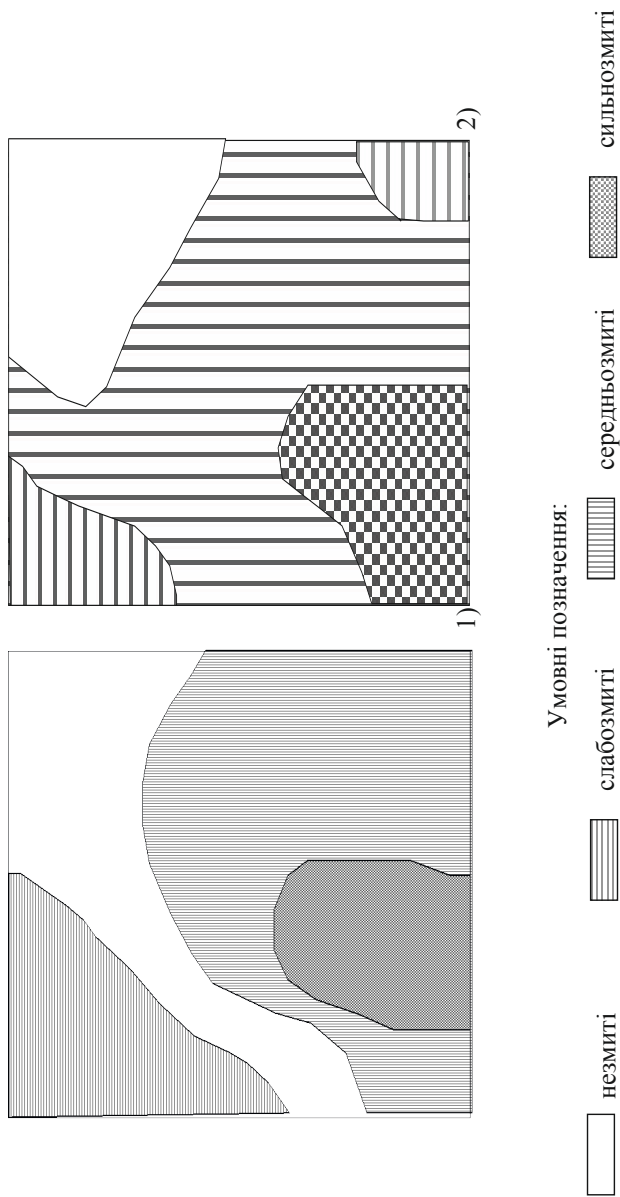 1)
2)
Умовні позначення:
незмиті
слабозмиті
середньозмиті
сильнозмиті